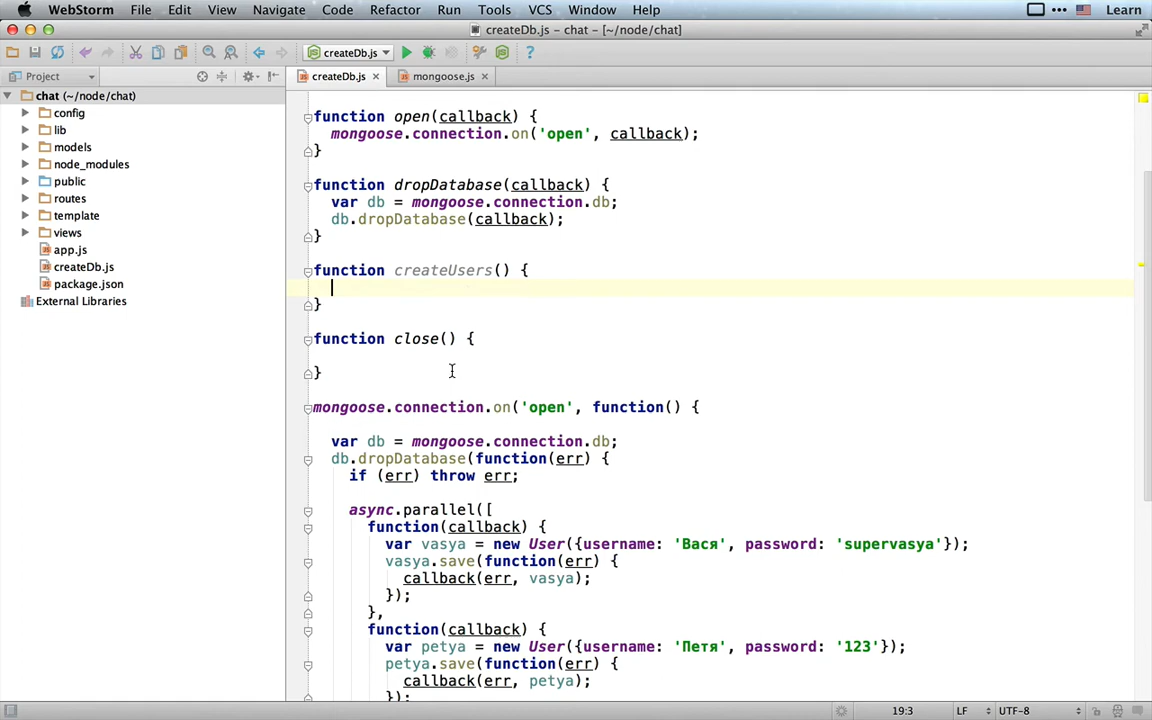 WebStorm File Edit View Navigate Code Refactor Run Tools VCS Window Help Learn
createDb.js – chat – [~/node/chat]
createDb.js
Project createDb.js mongoose.js
chat (~/node/chat)
config
lib
models
node_modules
public
routes
template
views
app.js
createDb.js
package.json
External Libraries
function open(callback) {
mongoose.connection.on('open', callback);
}
function dropDatabase(callback) {
var db = mongoose.connection.db;
db.dropDatabase(callback);
}
function createUsers() {
}
function close() {
}
mongoose.connection.on('open', function() {
var db = mongoose.connection.db;
db.dropDatabase(function(err) {
if (err) throw err;
async.parallel([
function(callback) {
var vasya = new User({username: 'Вася', password: 'supervasya'});
vasya.save(function(err) {
callback(err, vasya);
});
},
function(callback) {
var petya = new User({username: 'Петя', password: '123'});
petya.save(function(err) {
callback(err, petya);
});
19:3 LF UTF-8